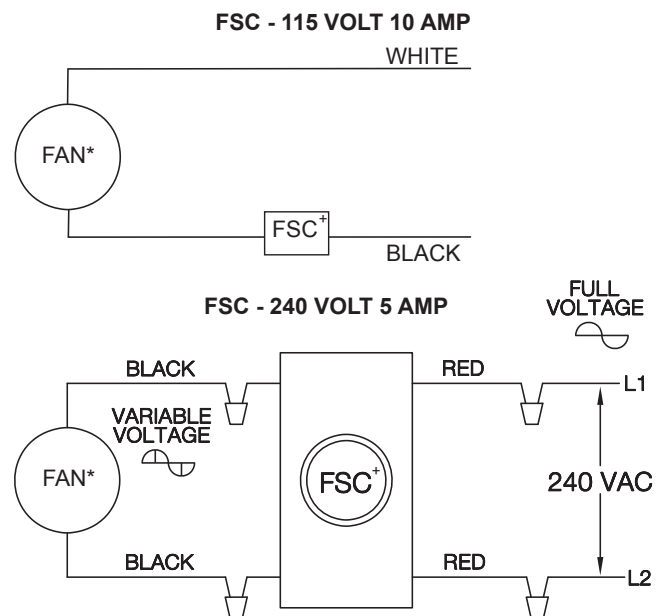 FSC - 115 VOLT 10 AMP
WHITE
FAN*
FSC+
BLACK
FSC - 240 VOLT 5 AMP
FULL
VOLTAGE
BLACK
RED
L1
VARIABLE
VOLTAGE
FAN*
FSC+
240 VAC
BLACK
RED
L2